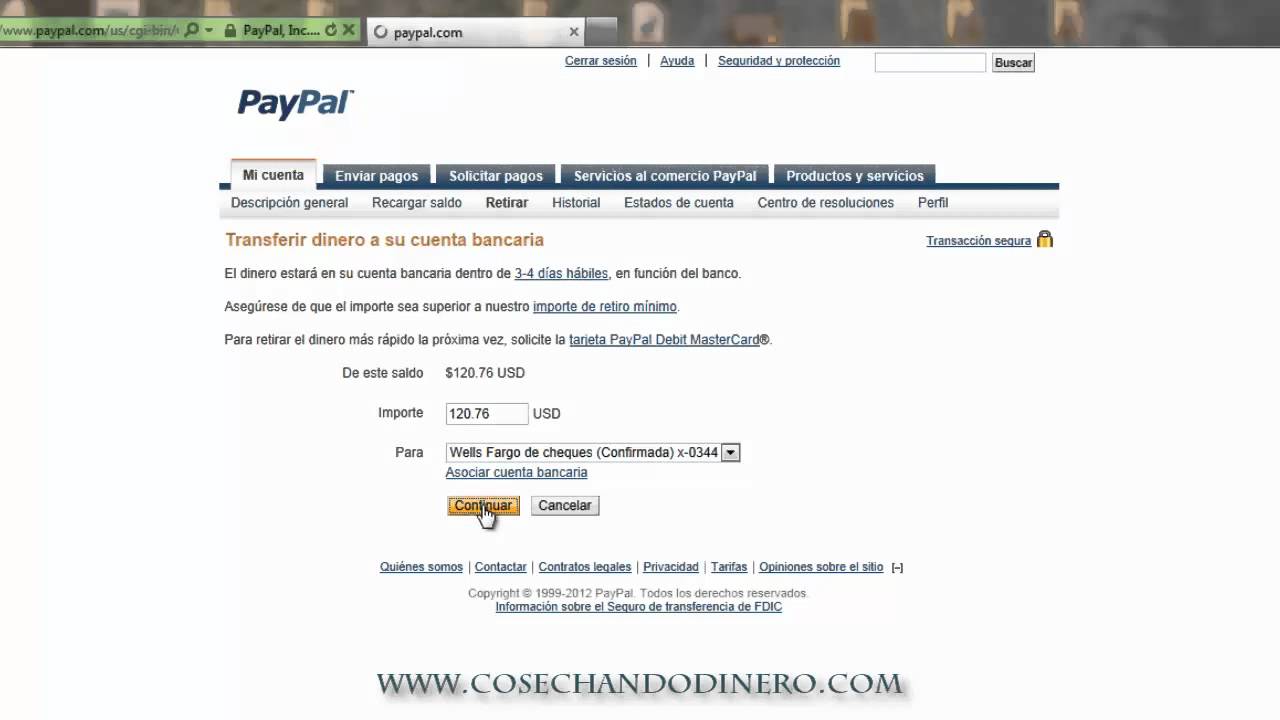 www.paypal.com/us/cgi-bin/ PayPal, Inc.... paypal.com
Cerrar sesión | Ayuda | Seguridad y protección Buscar
PayPal™
Mi cuenta Enviar pagos Solicitar pagos Servicios al comercio PayPal Productos y servicios
Descripción general Recargar saldo Retirar Historial Estados de cuenta Centro de resoluciones Perfil
Transferir dinero a su cuenta bancaria Transacción segura
El dinero estará en su cuenta bancaria dentro de 3-4 días hábiles, en función del banco.
Asegúrese de que el importe sea superior a nuestro importe de retiro mínimo.
Para retirar el dinero más rápido la próxima vez, solicite la tarjeta PayPal Debit MasterCard®.
De este saldo $120.76 USD
Importe 120.76 USD
Para Wells Fargo de cheques (Confirmada) x-0344
Asociar cuenta bancaria
Continuar Cancelar
Quiénes somos | Contactar | Contratos legales | Privacidad | Tarifas | Opiniones sobre el sitio [-]
Copyright © 1999-2012 PayPal. Todos los derechos reservados.
Información sobre el Seguro de transferencia de FDIC
WWW.COSECHANDODINERO.COM